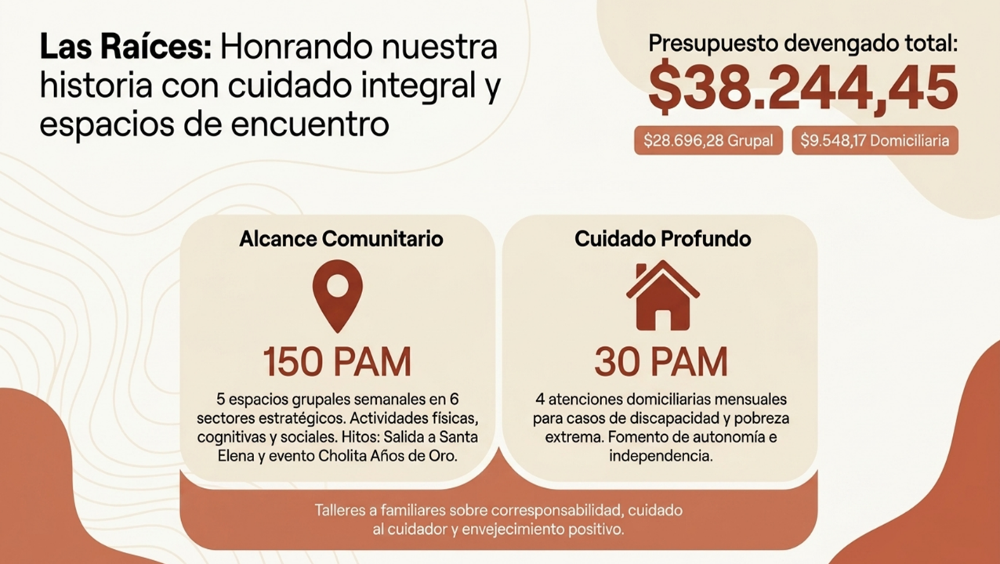 Las Raíces: Honrando nuestra
historia con cuidado integral y
espacios de encuentro
Presupuesto devengado total:
$38.244,45
$28.696,28 Grupal
$9.548,17 Domiciliaria
Alcance Comunitario
150 PAM
5 espacios grupales semanales en 6
sectores estratégicos. Actividades físicas,
cognitivas y sociales. Hitos: Salida a Santa
Elena y evento Cholita Años de Oro.
Cuidado Profundo
30 PAM
4 atenciones domiciliarias mensuales
para casos de discapacidad y pobreza
extrema. Fomento de autonomía e
independencia.
Talleres a familiares sobre corresponsabilidad, cuidado
al cuidador y envejecimiento positivo.